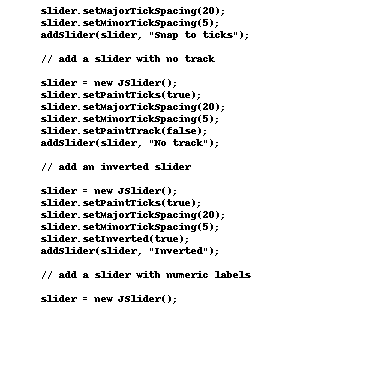 slider.setMajorTickSpacing(20);
slider.setMinorTickSpacing(5);
addSlider(slider, "Snap to ticks");
// add a slider with no track
slider = new JSlider();
slider.setPaintTicks(true);
slider.setMajorTickSpacing(20);
slider.setMinorTickSpacing(5);
slider.setPaintTrack(false);
addSlider(slider, "No track");
// add an inverted slider
slider = new JSlider();
slider.setPaintTicks(true);
slider.setMajorTickSpacing(20);
slider.setMinorTickSpacing(5);
slider.setInverted(true);
addSlider(slider, "Inverted");
// add a slider with numeric labels
slider = new JSlider();